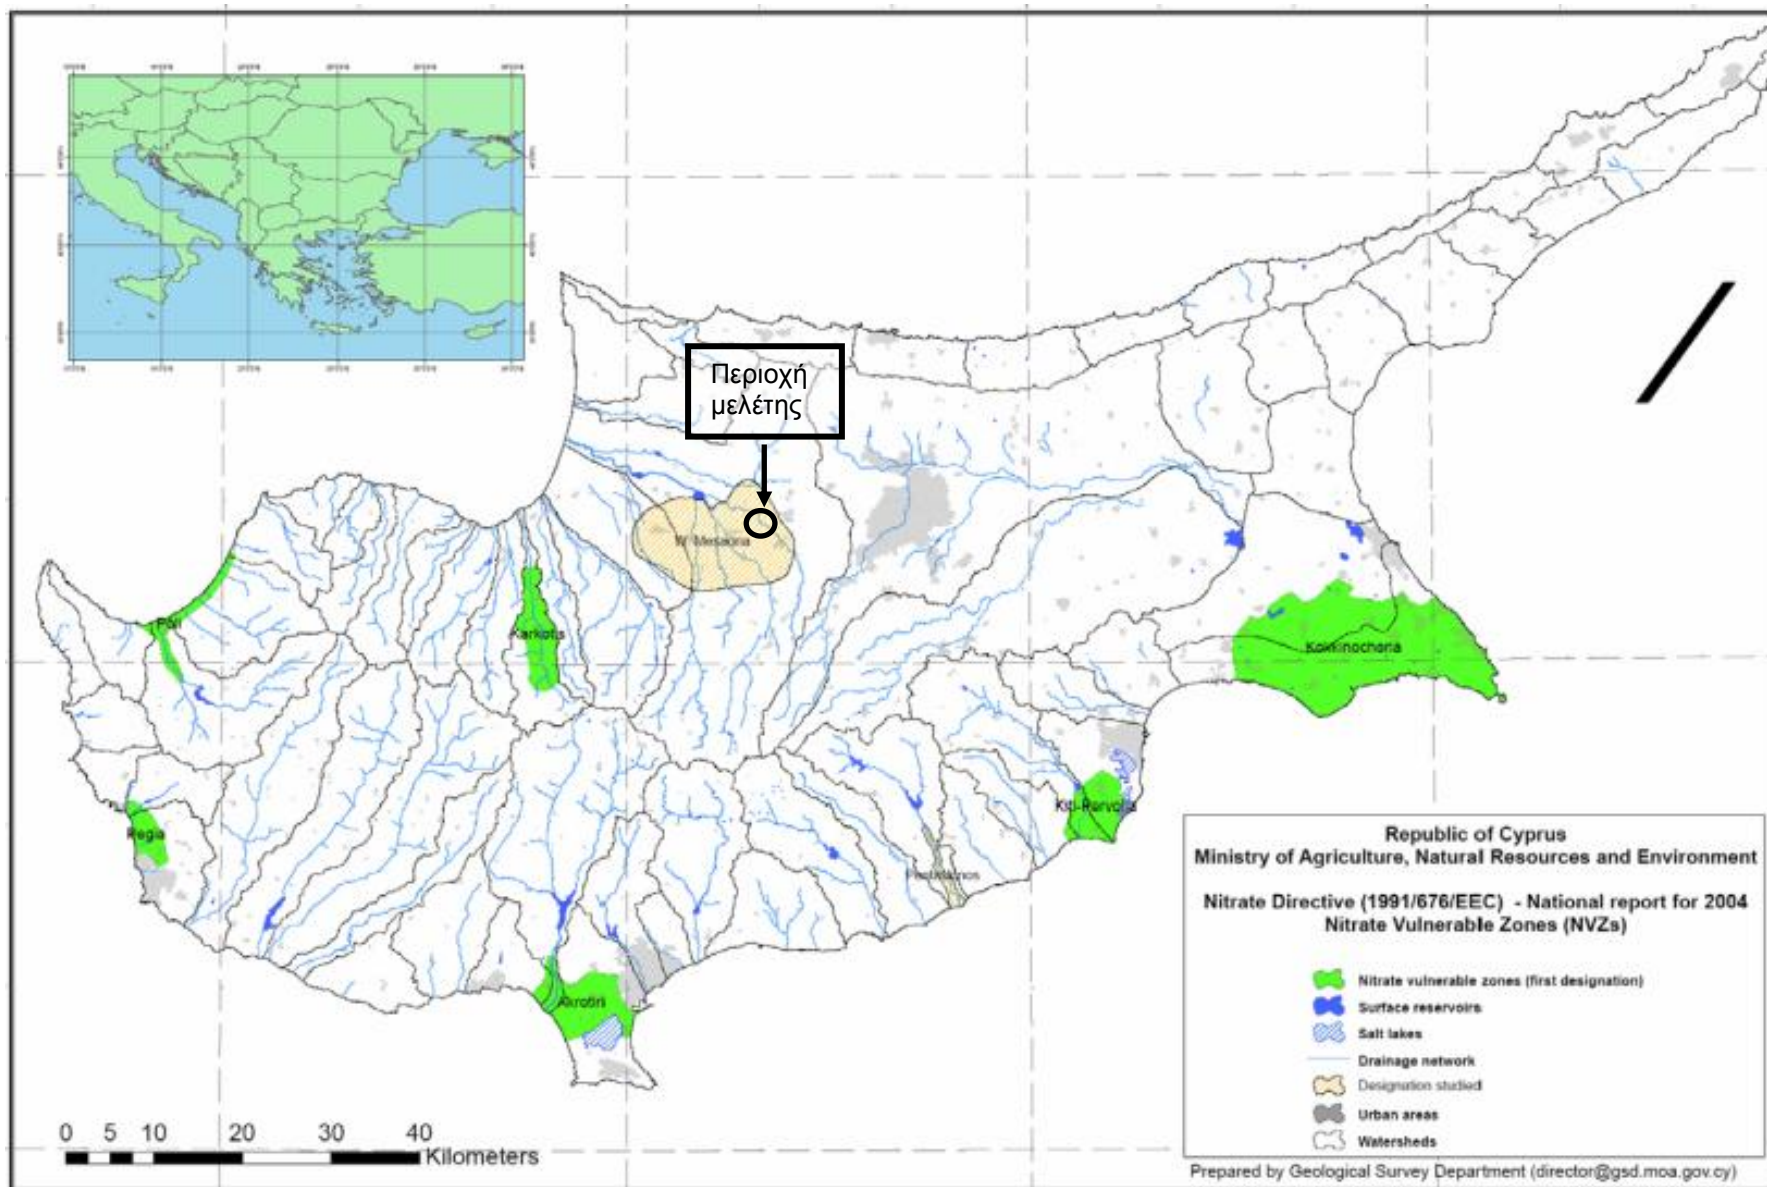 Περιοχή
μελέτης
W. Mesaoria
Poli
Karkotis
Kokkinochoria
Kiti-Pervolia
Pegia
Akrotiri
0 5 10 20 30 40
Kilometers
Republic of Cyprus
Ministry of Agriculture, Natural Resources and Environment
Nitrate Directive (1991/676/EEC) - National report for 2004
Nitrate Vulnerable Zones (NVZs)
Nitrate vulnerable zones (first designation)
Surface reservoirs
Salt lakes
Drainage network
Designation studied
Urban areas
Watersheds
Prepared by Geological Survey Department (director@gsd.moa.gov.cy)